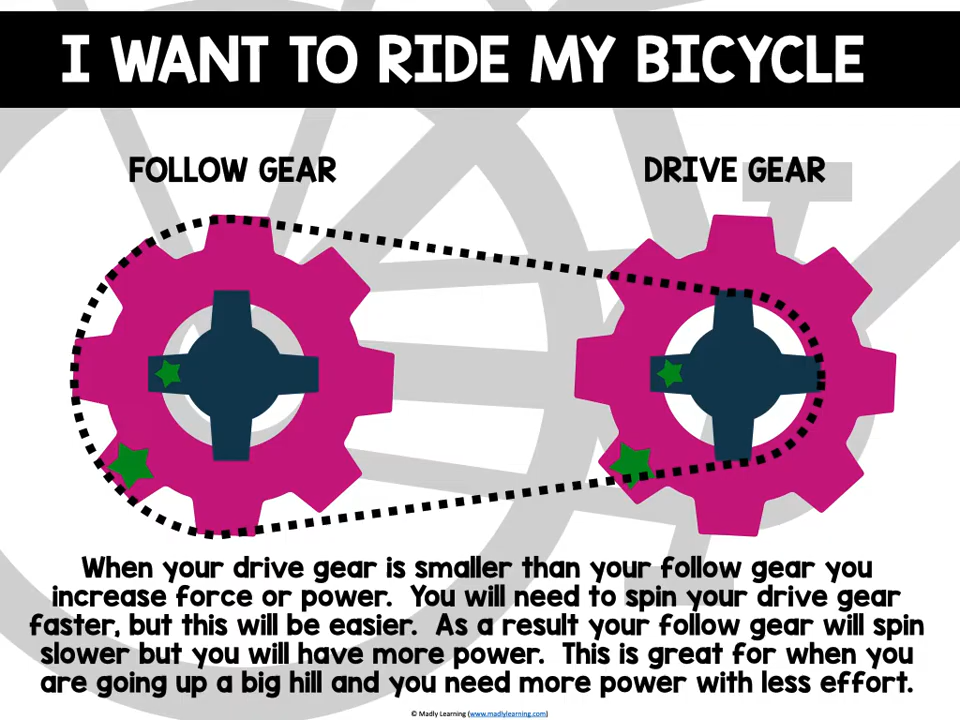 I WANT TO RIDE MY BICYCLE
FOLLOW GEAR
DRIVE GEAR
When your drive gear is smaller than your follow gear you
increase force or power. You will need to spin your drive gear
faster, but this will be easier. As a result your follow gear will spin
slower but you will have more power. This is great for when you
are going up a big hill and you need more power with less effort.
© Madly Learning (www.madlylearning.com)